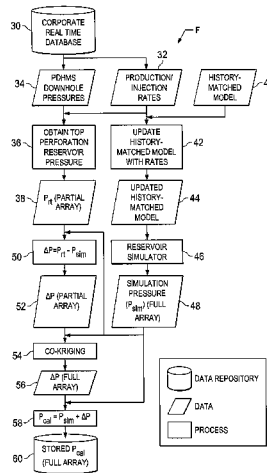 30
CORPORATE
REAL TIME
DATABASE
32
F
34
PDHMS
DOWNHOLE
PRESSURES
PRODUCTION/
INJECTION
RATES
HISTORY-
MATCHED
MODEL
36
OBTAIN TOP
PERFORATION
RESERVOIR
PRESSURE
UPDATE
HISTORY-
MATCHED MODEL
WITH RATES
42
38
Prt (PARTIAL
ARRAY)
UPDATED
HISTORY-
MATCHED
MODEL
44
50
ΔP=Prt - Psim
RESERVOIR
SIMULATOR
46
52
ΔP (PARTIAL
ARRAY)
SIMULATION
PRESSURE
(Psim) (FULL
ARRAY)
48
54
CO-KRIGING
56
ΔP (FULL
ARRAY)
58
Pcal = Psim + ΔP
60
STORED Pcal
(FULL ARRAY)
DATA REPOSITORY
DATA
PROCESS